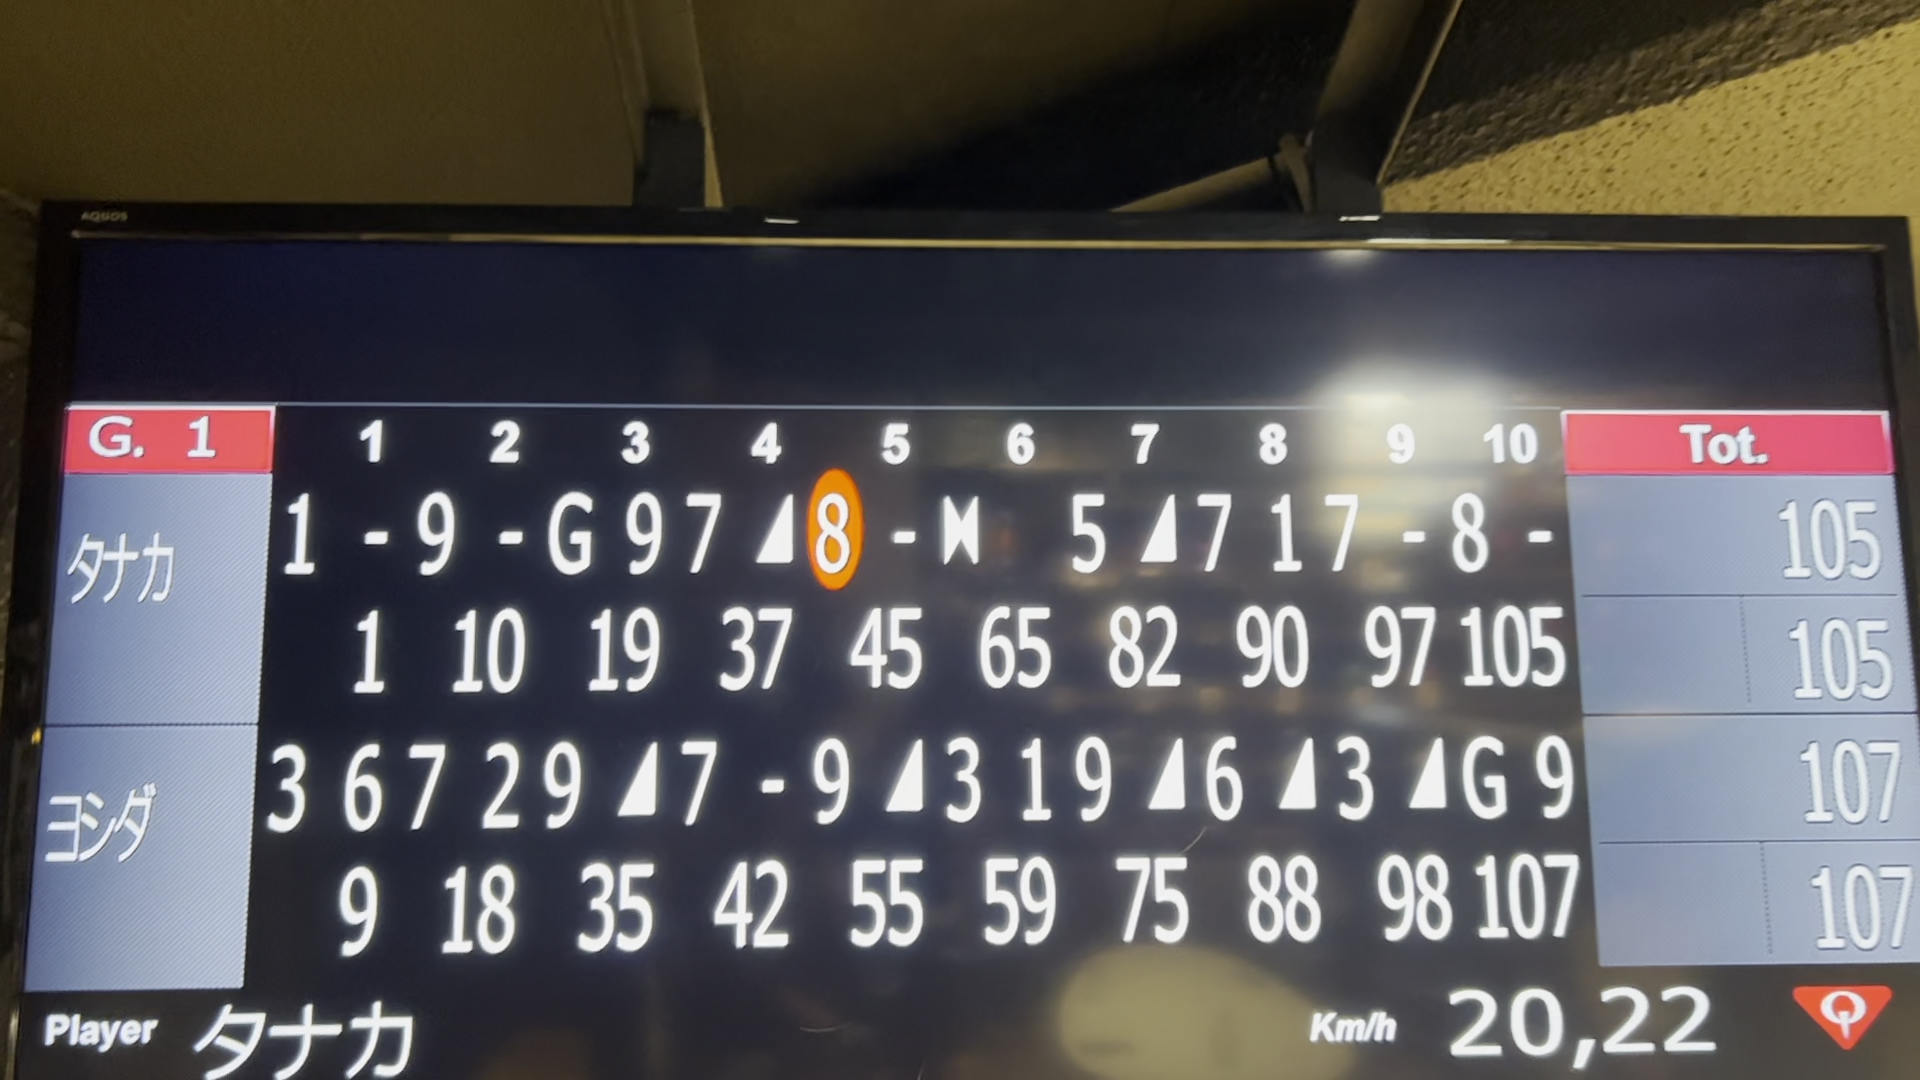 AQUOS
G. 1 1 2 3 4 5 6 7 8 9 10 Tot.
タナカ 1 - 9 - G 9 7 ◢ 8 - ⧓ 5 ◢ 7 1 7 - 8 - 105
1 10 19 37 45 65 82 90 97 105 105
ヨシダ 3 6 7 2 9 ◢ 7 - 9 ◢ 3 1 9 ◢ 6 ◢ 3 ◢ G 9 107
9 18 35 42 55 59 75 88 98 107 107
Player タナカ Km/h 20,22 Q